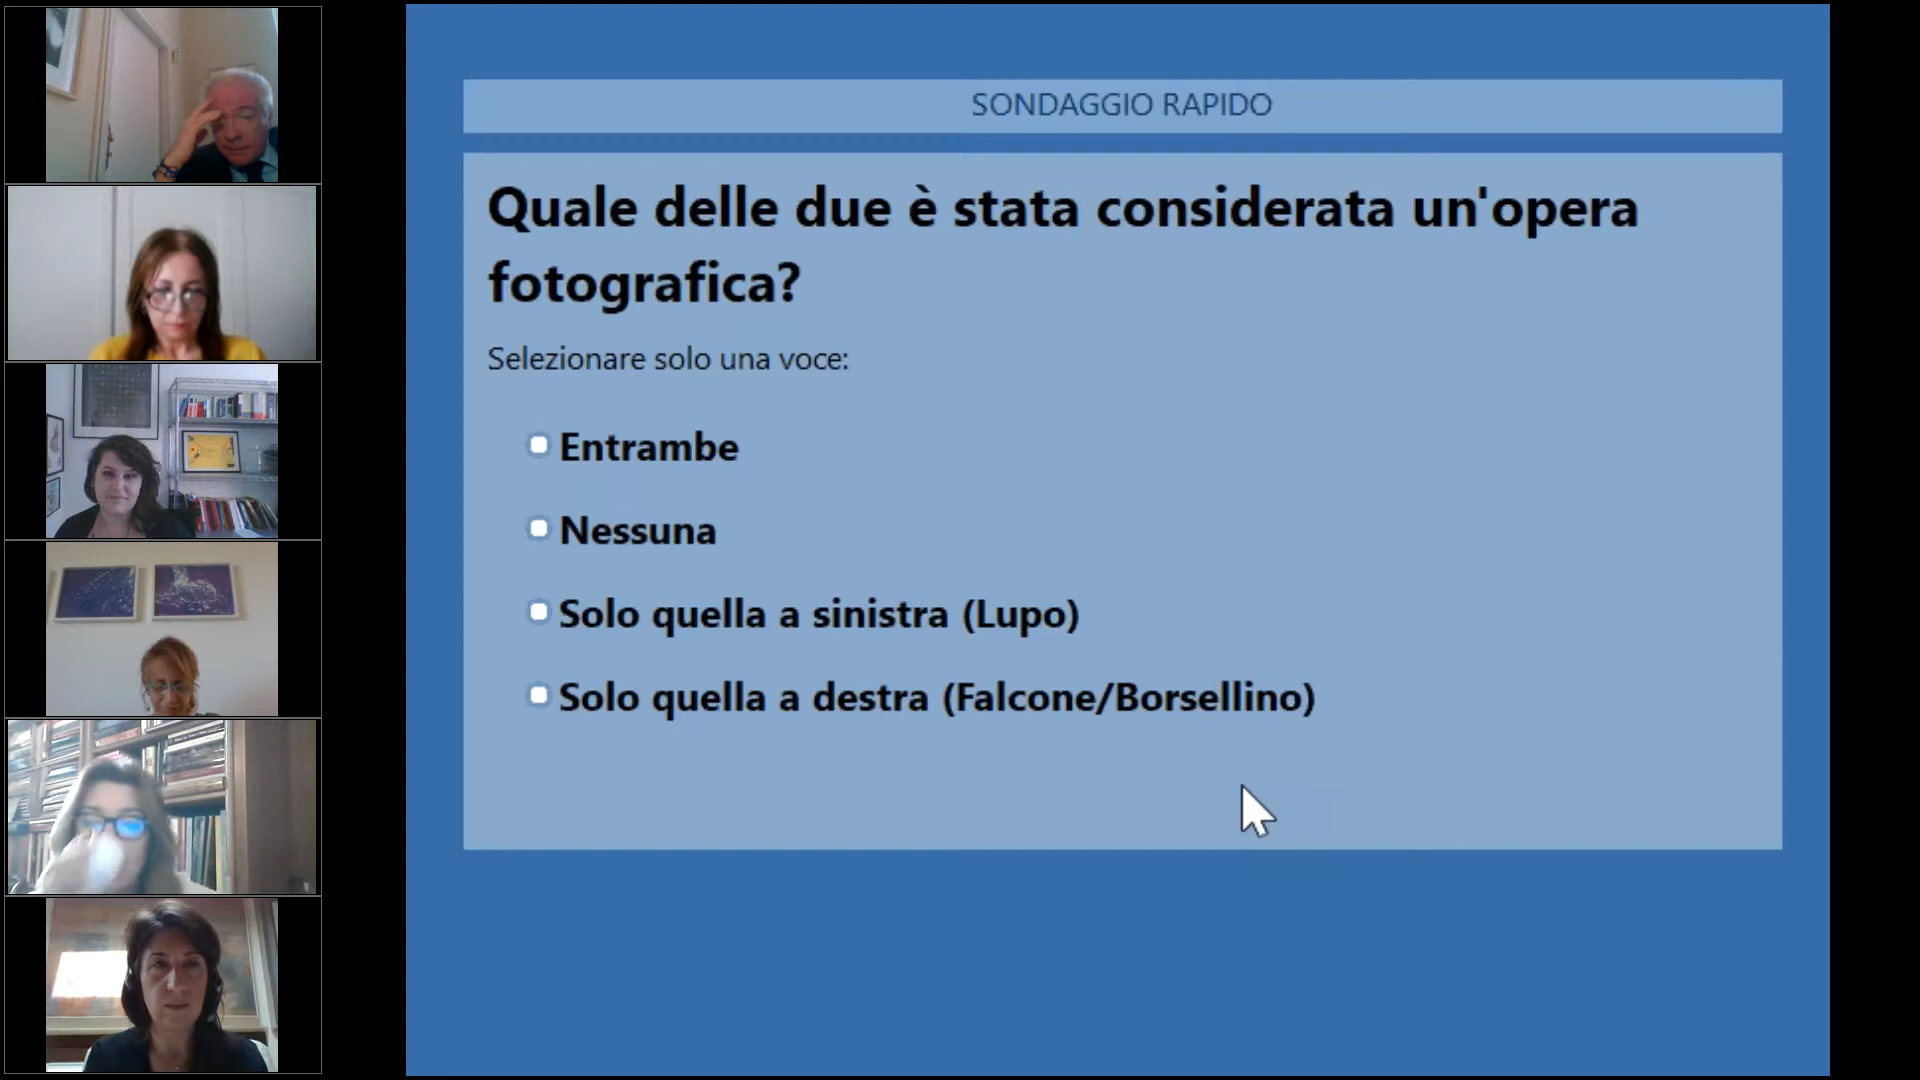 SONDAGGIO RAPIDO
Quale delle due è stata considerata un'opera
fotografica?
Selezionare solo una voce:
Entrambe
Nessuna
Solo quella a sinistra (Lupo)
Solo quella a destra (Falcone/Borsellino)